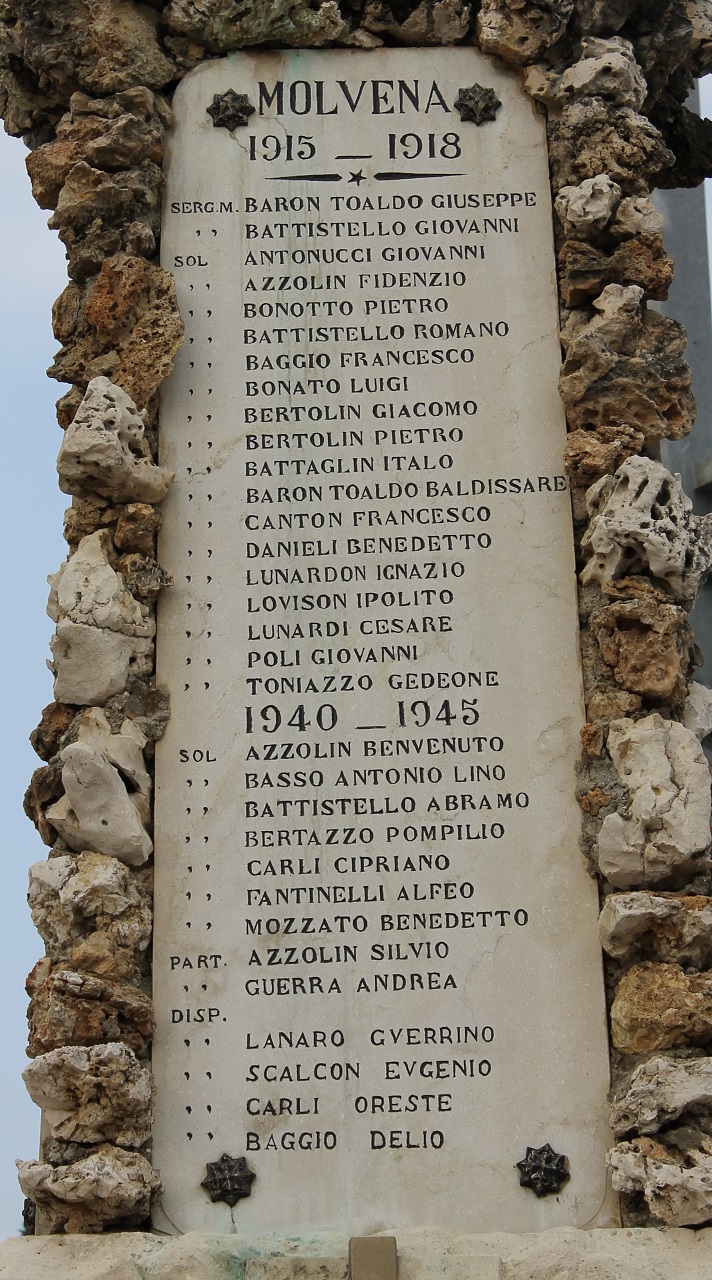 MOLVENA
1915 — 1918
SERG.M. BARON TOALDO GIUSEPPE
,, BATTISTELLO GIOVANNI
SOL ANTONUCCI GIOVANNI
,, AZZOLIN FIDENZIO
,, BONOTTO PIETRO
,, BATTISTELLO ROMANO
,, BAGGIO FRANCESCO
,, BONATO LUIGI
,, BERTOLIN GIACOMO
,, BERTOLIN PIETRO
,, BATTAGLIN ITALO
,, BARON TOALDO BALDISSARE
,, CANTON FRANCESCO
,, DANIELI BENEDETTO
,, LUNARDON IGNAZIO
,, LOVISON IPOLITO
,, LUNARDI CESARE
,, POLI GIOVANNI
,, TONIAZZO GEDEONE
1940 — 1945
SOL AZZOLIN BENVENUTO
,, BASSO ANTONIO LINO
,, BATTISTELLO ABRAMO
,, BERTAZZO POMPILIO
,, CARLI CIPRIANO
,, FANTINELLI ALFEO
,, MOZZATO BENEDETTO
PART. AZZOLIN SILVIO
,, GUERRA ANDREA
DISP.
,, LANARO GVERRINO
,, SCALCON EVGENIO
,, CARLI ORESTE
,, BAGGIO DELIO